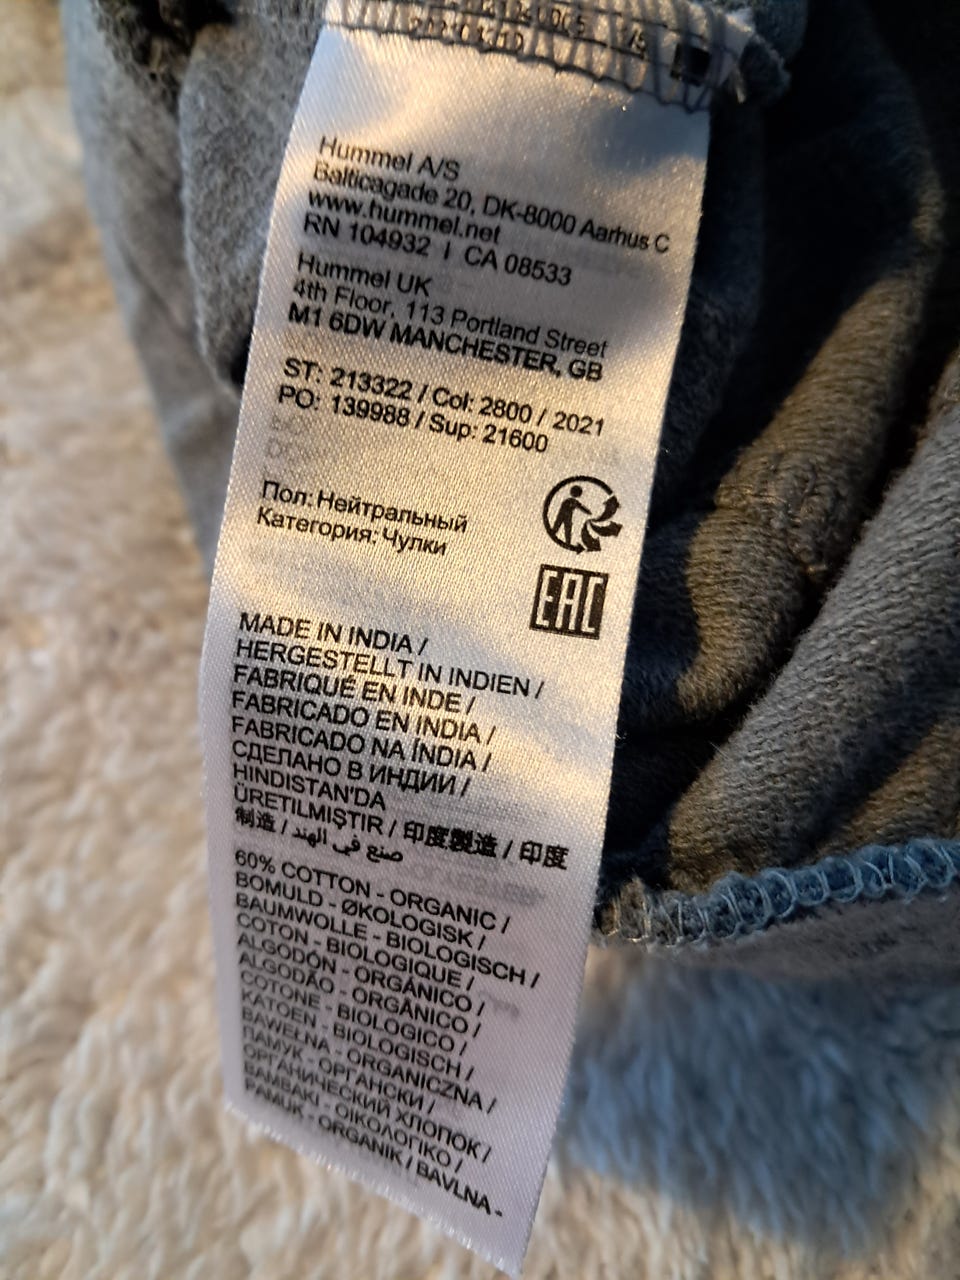 Hummel A/S
Balticagade 20, DK-8000 Aarhus C
www.hummel.net
RN 104932 | CA 08533
Hummel UK
4th Floor, 113 Portland Street
M1 6DW MANCHESTER, GB
ST: 213322 / Col: 2800 / 2021
PO: 139988 / Sup: 21600
Пол: Нейтральный
Категория: Чулки
EAC
MADE IN INDIA /
HERGESTELLT IN INDIEN /
FABRIQUÉ EN INDE /
FABRICADO EN INDIA /
FABRICADO NA ÍNDIA /
СДЕЛАНО В ИНДИИ /
HINDISTAN'DA
ÜRETILMIŞTIR / 印度製造 / 印度
制造 / صنع في الهند
60% COTTON - ORGANIC /
BOMULD - ØKOLOGISK /
BAUMWOLLE - BIOLOGISCH /
COTON - BIOLOGIQUE /
ALGODÓN - ORGÁNICO /
ALGODÃO - ORGÂNICO /
COTONE - BIOLOGICO /
KATOEN - BIOLOGISCH /
BAWEŁNA - ORGANICZNA /
ПАМУК - ОРГАНСКИ /
ОРГАНИЧЕСКИЙ ХЛОПОК /
ΒΑΜΒΑΚΙ - ΟΙΚΟΛΟΓΙΚΟ /
PAMUK - ORGANIK / BAVLNA -